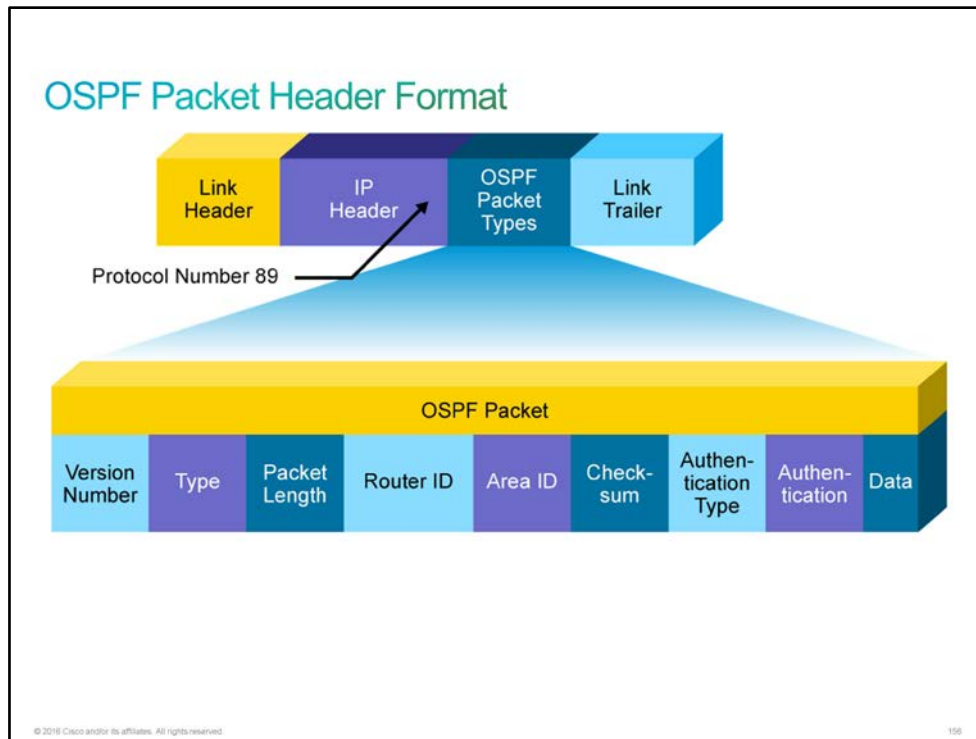 OSPF Packet Header Format
Link
Header
IP
Header
OSPF
Packet
Types
Link
Trailer
Protocol Number 89
OSPF Packet
Version
Number
Type
Packet
Length
Router ID
Area ID
Check-
sum
Authen-
tication
Type
Authen-
tication
Data
© 2016 Cisco and/or its affiliates. All rights reserved.
156